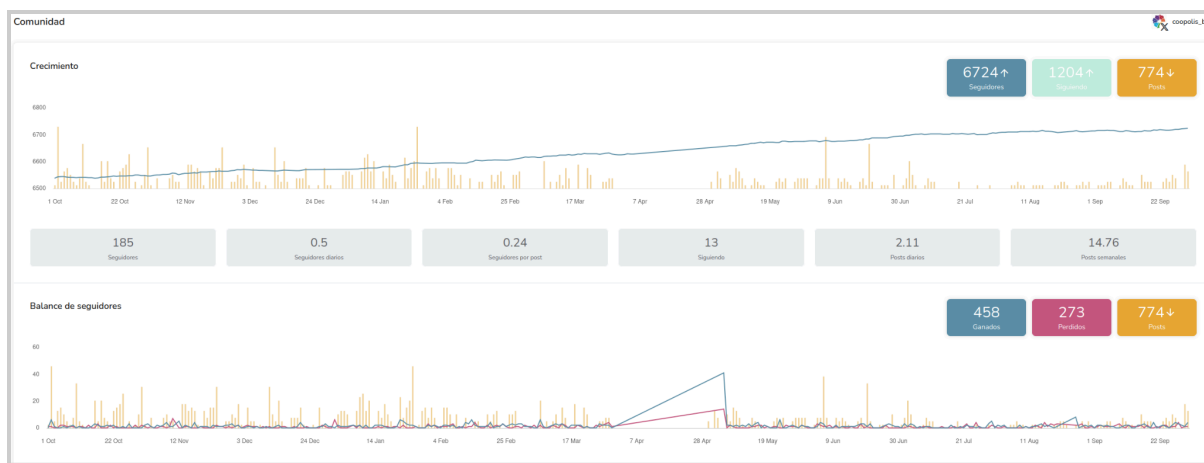 Comunidad
coopolis_b
Crecimiento
6724↑
Seguidores
1204↑
Siguiendo
774↓
Posts
6800
6700
6600
6500
1 Oct 22 Oct 12 Nov 3 Dec 24 Dec 14 Jan 4 Feb 25 Feb 17 Mar 7 Apr 28 Apr 19 May 9 Jun 30 Jun 21 Jul 11 Aug 1 Sep 22 Sep
185
Seguidores
0.5
Seguidores diarios
0.24
Seguidores por post
13
Siguiendo
2.11
Posts diarios
14.76
Posts semanales
Balance de seguidores
458
Ganados
273
Perdidos
774↓
Posts
60
40
20
0
1 Oct 22 Oct 12 Nov 3 Dec 24 Dec 14 Jan 4 Feb 25 Feb 17 Mar 7 Apr 28 Apr 19 May 9 Jun 30 Jun 21 Jul 11 Aug 1 Sep 22 Sep